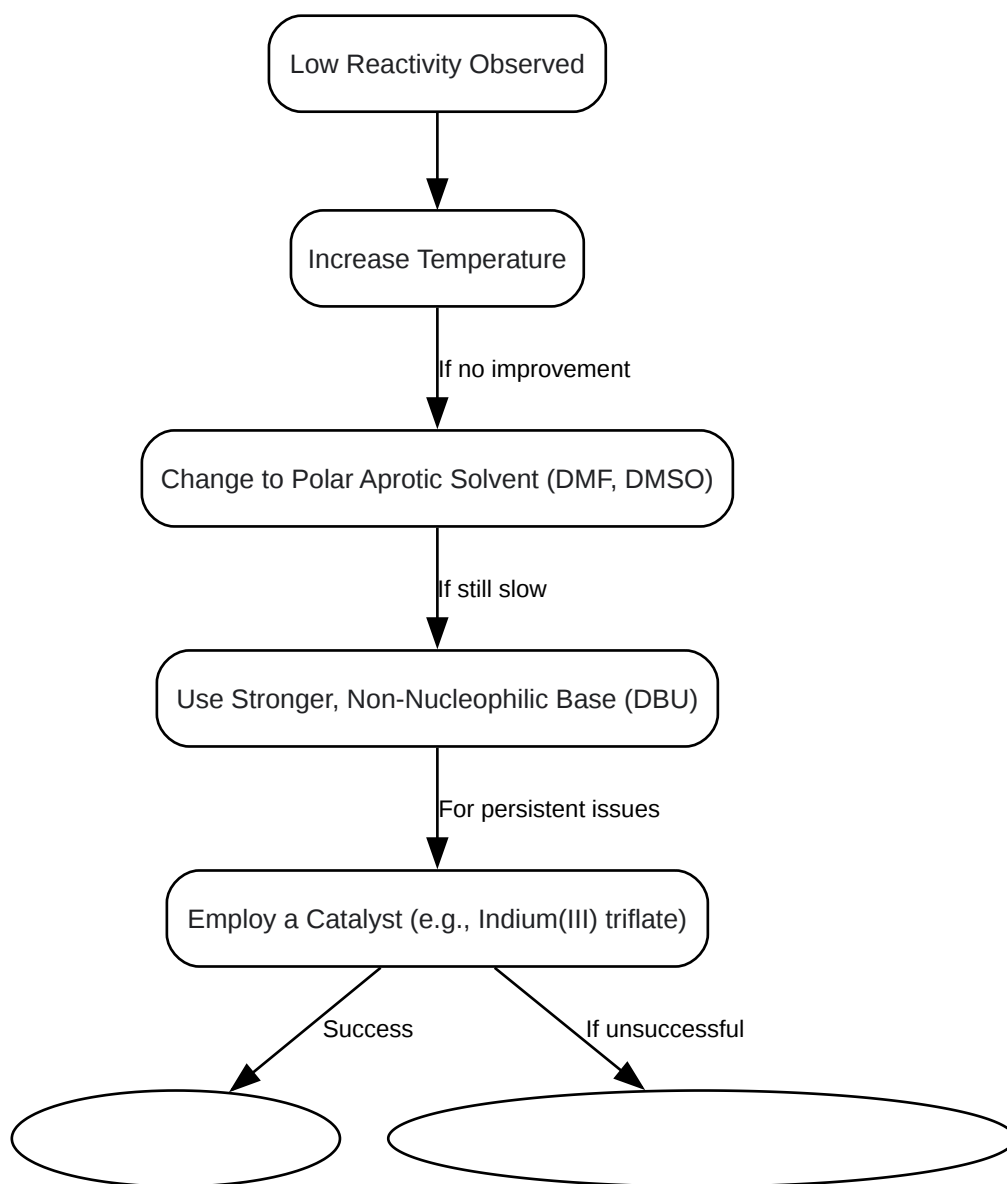 Low Reactivity Observed
Increase Temperature
If no improvement
Change to Polar Aprotic Solvent (DMF, DMSO)
If still slow
Use Stronger, Non-Nucleophilic Base (DBU)
For persistent issues
Employ a Catalyst (e.g., Indium(III) triflate)
Success
If unsuccessful